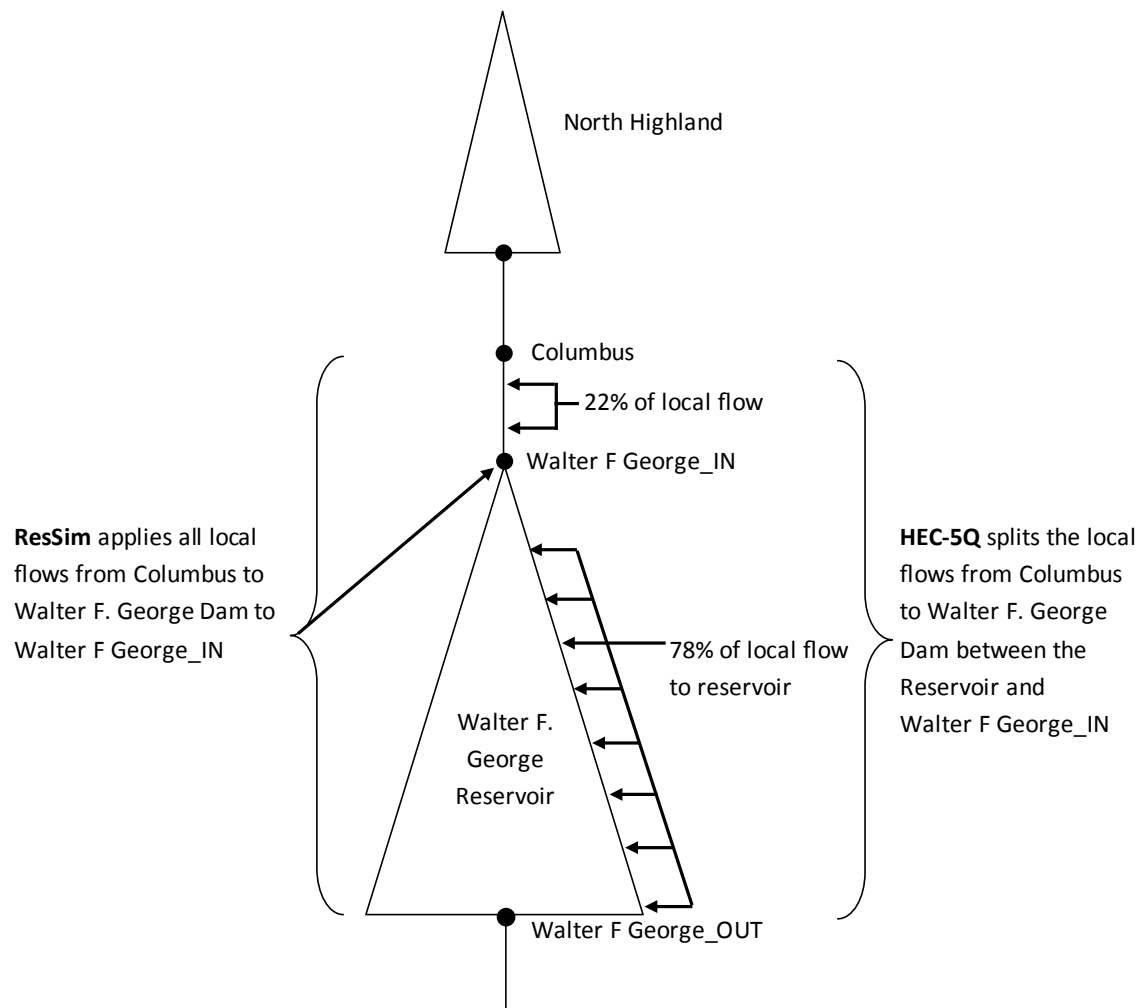 North Highland
Columbus
22% of local flow
Walter F George_IN
ResSim applies all local
flows from Columbus to
Walter F. George Dam to
Walter F George_IN
HEC-5Q splits the local
flows from Columbus
to Walter F. George
Dam between the
Reservoir and
Walter F George_IN
78% of local flow
to reservoir
Walter F.
George
Reservoir
Walter F George_OUT